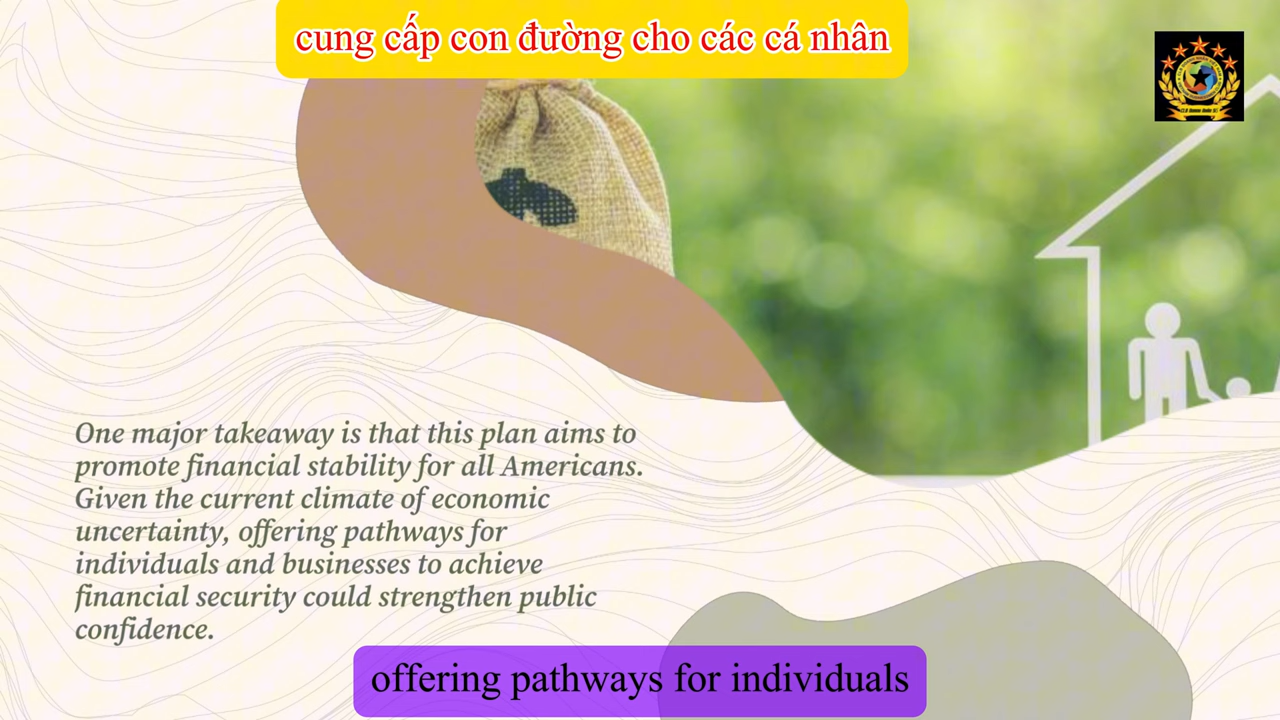 cung cấp con đường cho các cá nhân
One major takeaway is that this plan aims to
promote financial stability for all Americans.
Given the current climate of economic
uncertainty, offering pathways for
individuals and businesses to achieve
financial security could strengthen public
confidence.
offering pathways for individuals